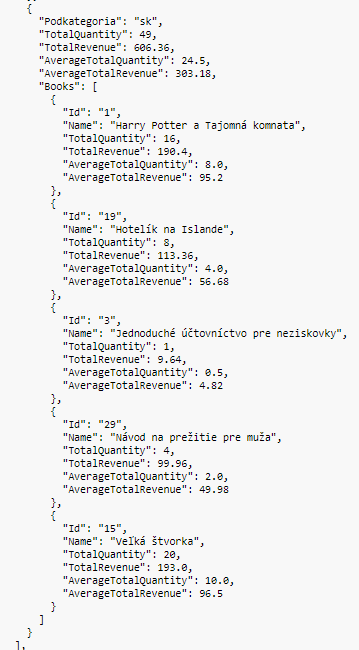 {
"Podkategoria": "sk",
"TotalQuantity": 49,
"TotalRevenue": 606.36,
"AverageTotalQuantity": 24.5,
"AverageTotalRevenue": 303.18,
"Books": [
{
"Id": "1",
"Name": "Harry Potter a Tajomná komnata",
"TotalQuantity": 16,
"TotalRevenue": 190.4,
"AverageTotalQuantity": 8.0,
"AverageTotalRevenue": 95.2
},
{
"Id": "19",
"Name": "Hotelík na Islande",
"TotalQuantity": 8,
"TotalRevenue": 113.36,
"AverageTotalQuantity": 4.0,
"AverageTotalRevenue": 56.68
},
{
"Id": "3",
"Name": "Jednoduché účtovníctvo pre neziskovky",
"TotalQuantity": 1,
"TotalRevenue": 9.64,
"AverageTotalQuantity": 0.5,
"AverageTotalRevenue": 4.82
},
{
"Id": "29",
"Name": "Návod na prežitie pre muža",
"TotalQuantity": 4,
"TotalRevenue": 99.96,
"AverageTotalQuantity": 2.0,
"AverageTotalRevenue": 49.98
},
{
"Id": "15",
"Name": "Veľká štvorka",
"TotalQuantity": 20,
"TotalRevenue": 193.0,
"AverageTotalQuantity": 10.0,
"AverageTotalRevenue": 96.5
}
]
}
],